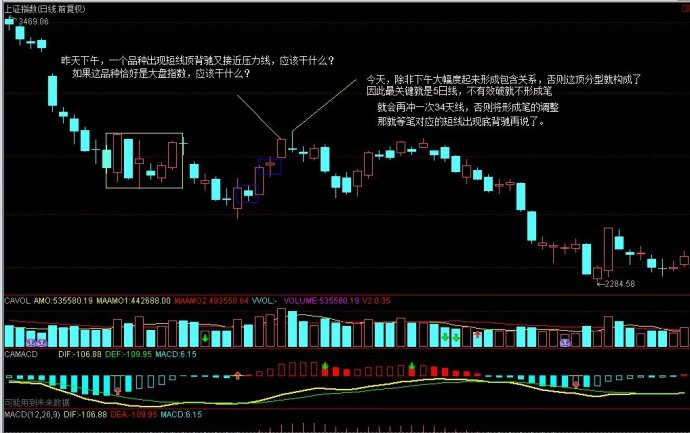 上证指数(日线 前复权)
3469.06
昨天下午，一个品种出现短线顶背驰又接近压力线，应该干什么？
如果这品种恰好是大盘指数，应该干什么？
今天，除非下午大幅度起来形成包含关系，否则这顶分型就构成了
因此最关键就是5日线，不有效破就不形成笔
就会再冲一次34天线，否则将形成笔的调整
那就等笔对应的短线出现底背驰再说了。
←2284.58
CAVOL AMO:535580.19 MAAMO1:442688.00 MAAMO2:493558.84 VVOL:- VOLUME:535580.19 V2:0.35
CAMACD DIF:-106.88 DEF:-109.95 MACD:6.15
可能用到未来数据
MACD(12,26,9) DIF:-106.88 DEA:-109.95 MACD:6.15